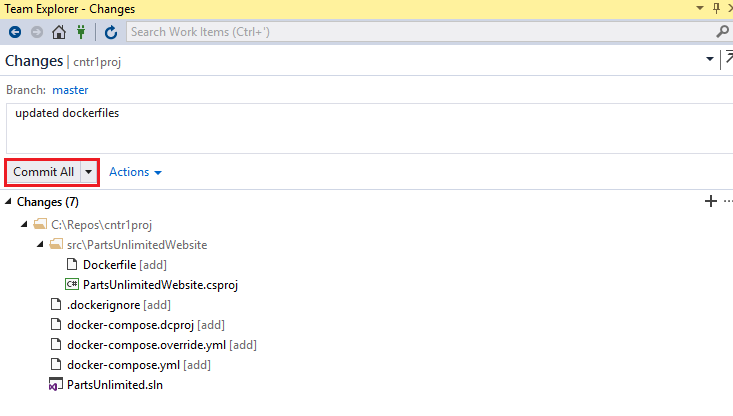 Team Explorer - Changes
Search Work Items (Ctrl+')
Changes | cntr1proj
Branch: master
updated dockerfiles
Commit All Actions
Changes (7)
C:\Repos\cntr1proj
src\PartsUnlimitedWebsite
Dockerfile [add]
C# PartsUnlimitedWebsite.csproj
.dockerignore [add]
docker-compose.dcproj [add]
docker-compose.override.yml [add]
docker-compose.yml [add]
PartsUnlimited.sln